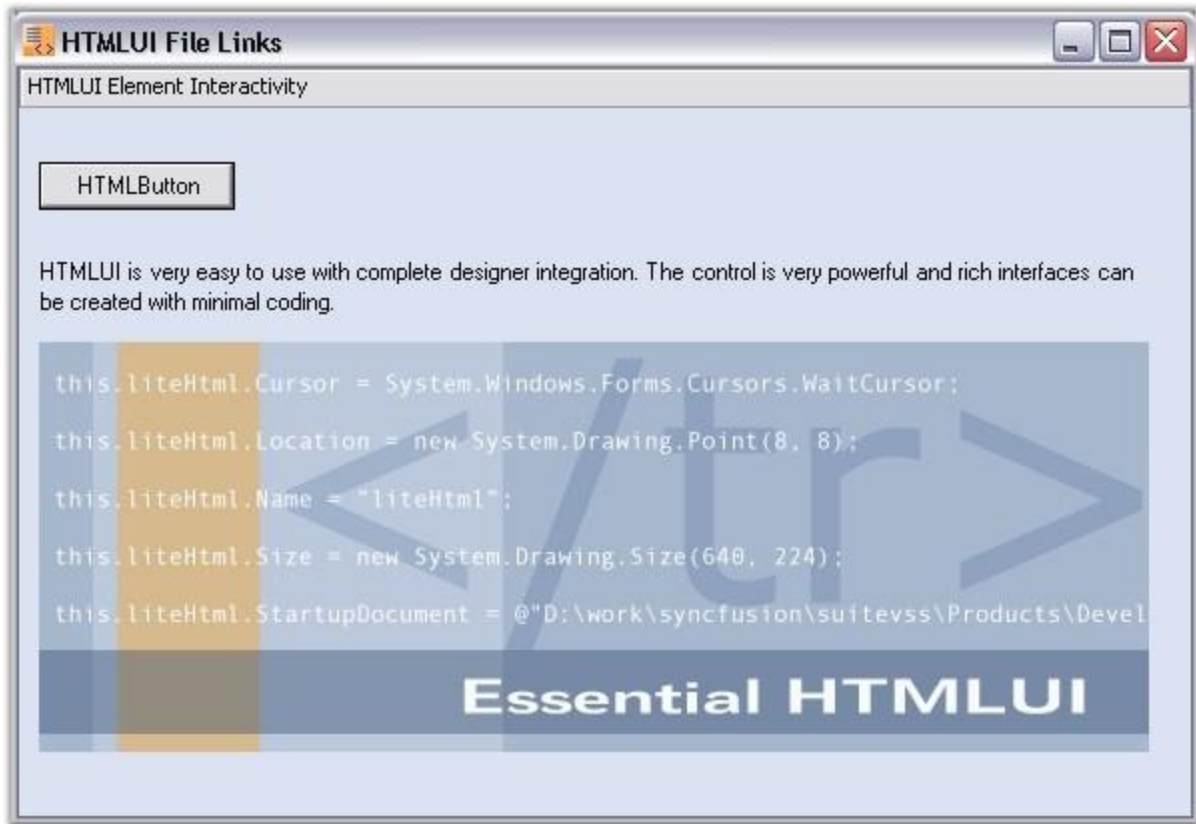 HTMLUI File Links
HTMLUI Element Interactivity
HTMLButton
HTMLUI is very easy to use with complete designer integration. The control is very powerful and rich interfaces can
be created with minimal coding.
</tr>
this.liteHtml.Cursor = System.Windows.Forms.Cursors.WaitCursor;
this.liteHtml.Location = new System.Drawing.Point(8, 8);
this.liteHtml.Name = "liteHtml";
this.liteHtml.Size = new System.Drawing.Size(640, 224);
this.liteHtml.StartupDocument = @"D:\work\syncfusion\suitevss\Products\Devel
Essential HTMLUI